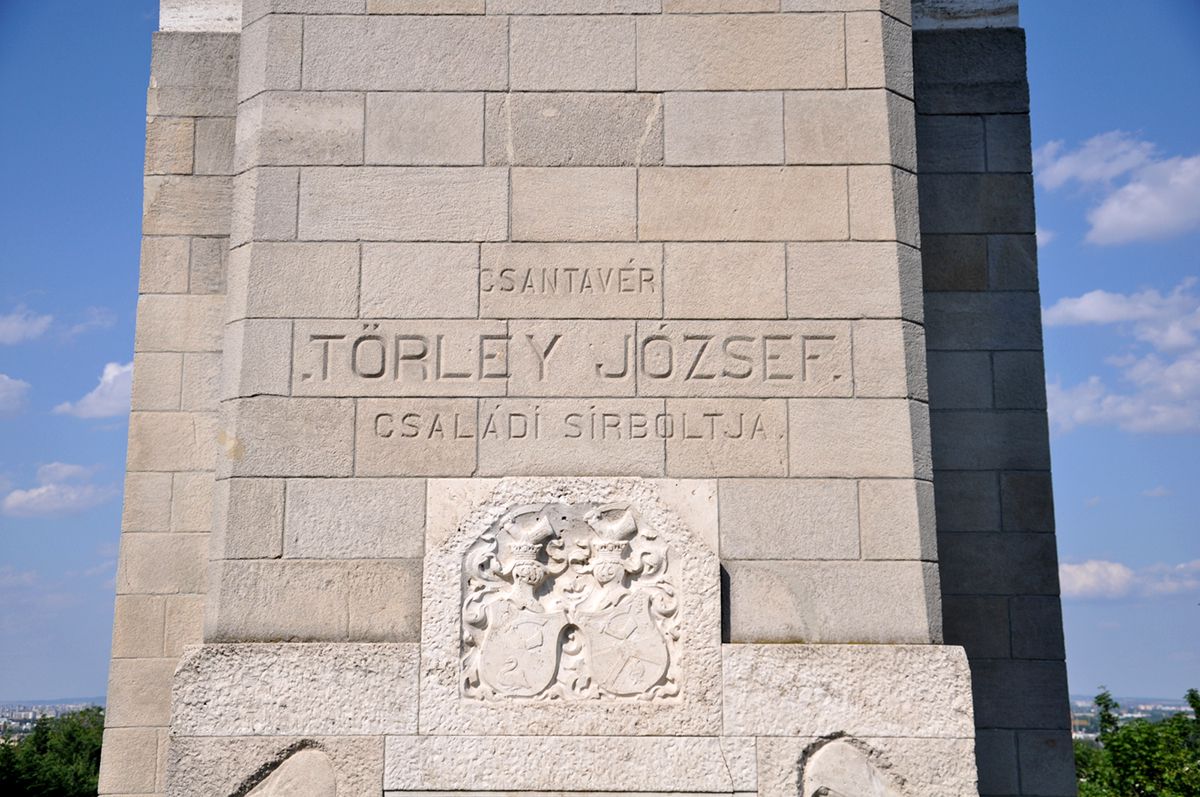 CSANTAVÉR
TÖRLEY JÓZSEF.
CSALÁDI SÍRBOLTJA.